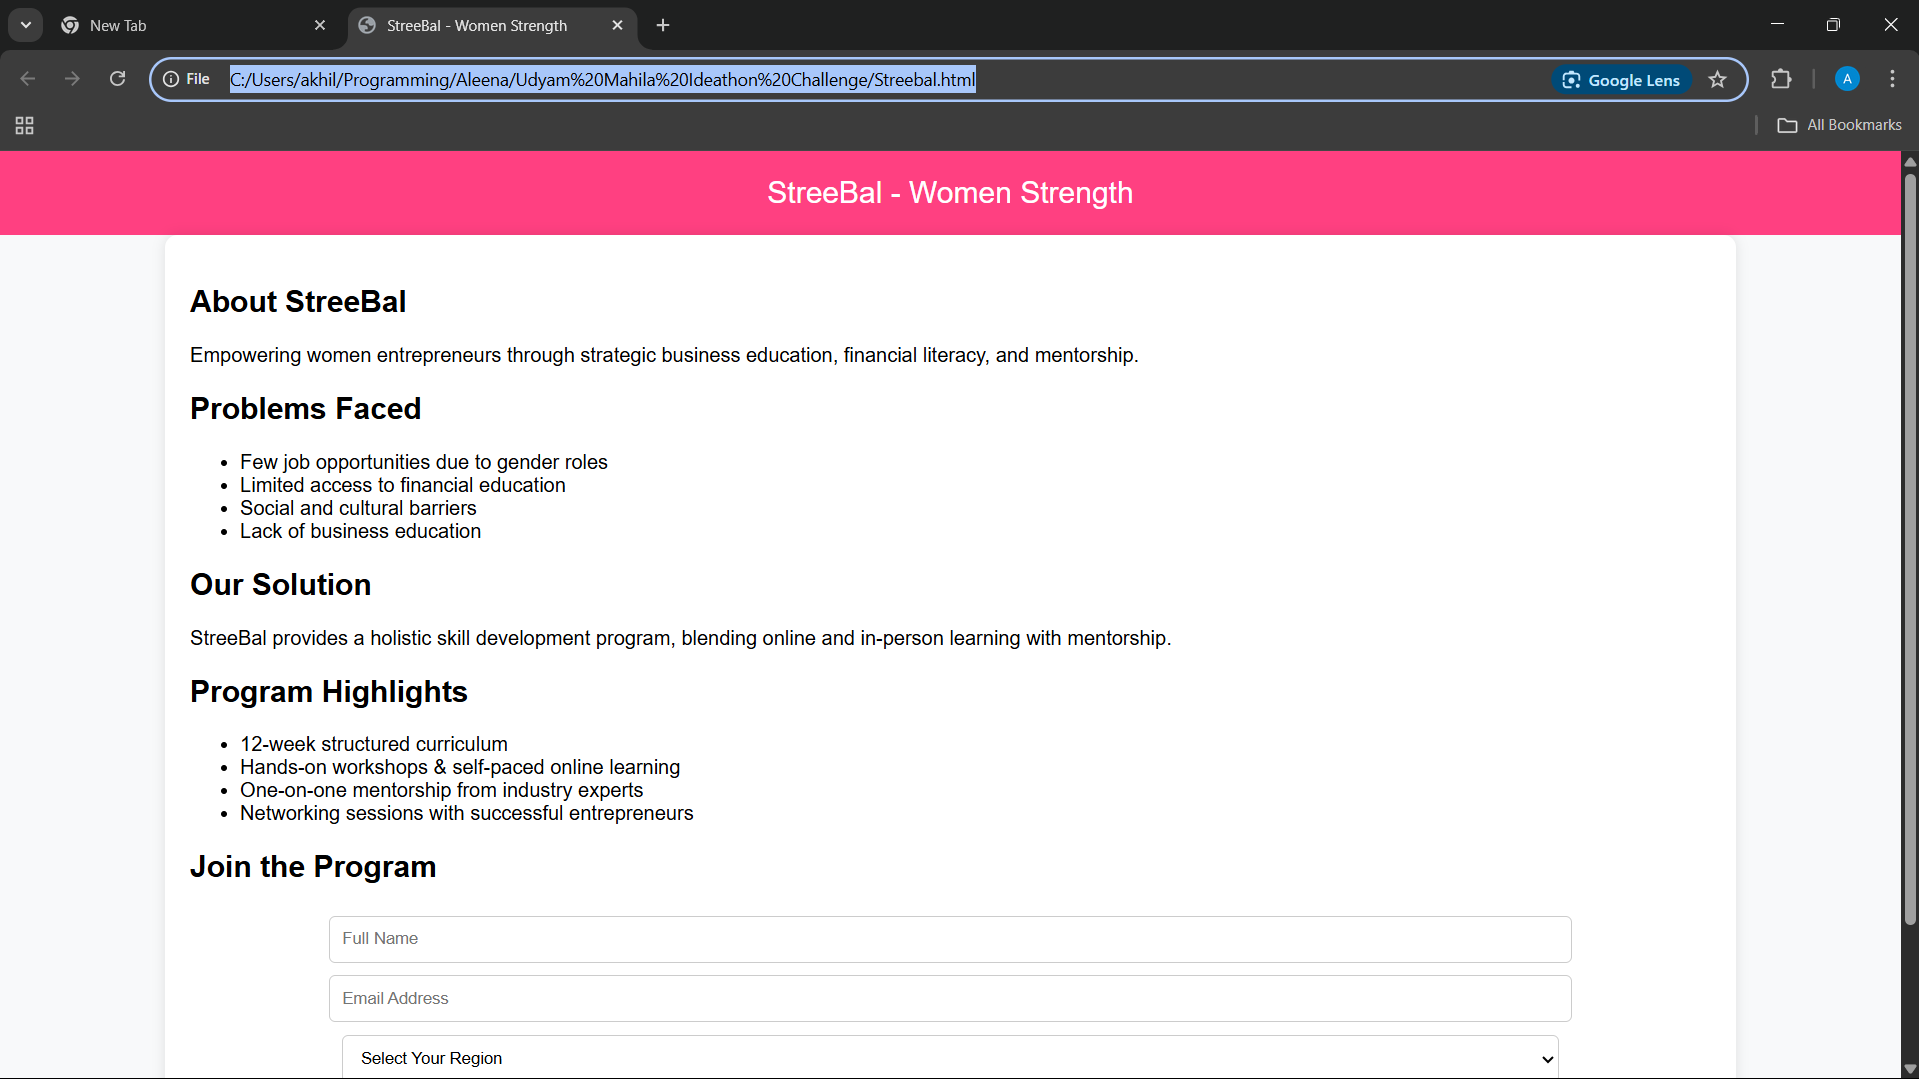 New Tab
StreeBal - Women Strength
File
C:/Users/akhil/Programming/Aleena/Udyam%20Mahila%20Ideathon%20Challenge/Streebal.html
Google Lens
A
All Bookmarks
StreeBal - Women Strength
About StreeBal
Empowering women entrepreneurs through strategic business education, financial literacy, and mentorship.
Problems Faced
Few job opportunities due to gender roles
Limited access to financial education
Social and cultural barriers
Lack of business education
Our Solution
StreeBal provides a holistic skill development program, blending online and in-person learning with mentorship.
Program Highlights
12-week structured curriculum
Hands-on workshops & self-paced online learning
One-on-one mentorship from industry experts
Networking sessions with successful entrepreneurs
Join the Program
Full Name
Email Address
Select Your Region